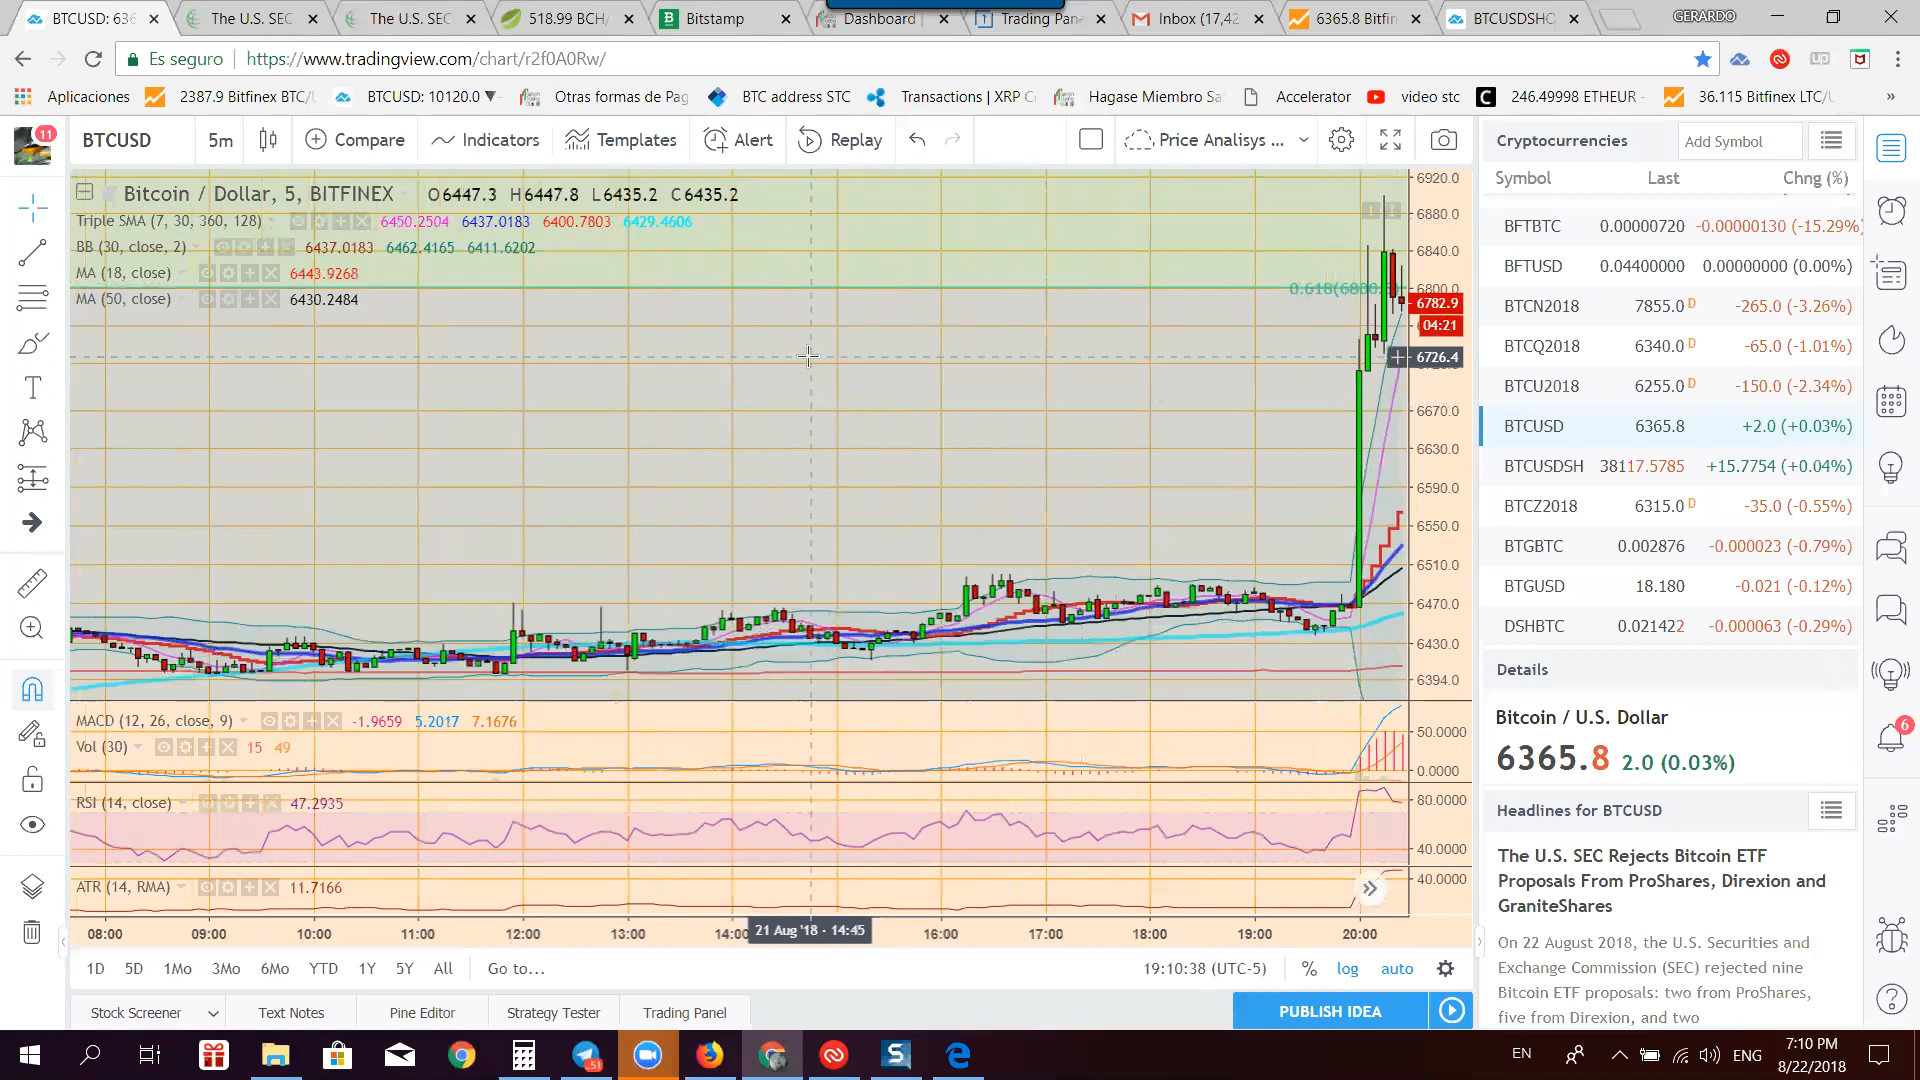 BTCUSD: 636
The U.S. SEC
The U.S. SEC
518.99 BCH/
Bitstamp
Dashboard
Trading Pan
Inbox (17,42
6365.8 Bitfin
BTCUSDSHO
GERARDO
Es seguro
https://www.tradingview.com/chart/r2f0A0Rw/
Aplicaciones
2387.9 Bitfinex BTC/
BTCUSD: 10120.0 ▼
Otras formas de Pag
BTC address STC
Transactions | XRP C
Hagase Miembro Sa
Accelerator
video stc
246.49998 ETHEUR
36.115 Bitfinex LTC/
»
11
BTCUSD
5m
Compare
Indicators
Templates
Alert
Replay
Price Analisys ...
Bitcoin / Dollar, 5, BITFINEX O6447.3 H6447.8 L6435.2 C6435.2
Triple SMA (7, 30, 360, 128) 6450.2504 6437.0183 6400.7803 6429.4606
BB (30, close, 2) 6437.0183 6462.4165 6411.6202
MA (18, close) 6443.9268
MA (50, close) 6430.2484
6920.0
6880.0
6840.0
6800.0
6782.9
04:21
6726.4
6670.0
6630.0
6590.0
6550.0
6510.0
6470.0
6430.0
6394.0
MACD (12, 26, close, 9) -1.9659 5.2017 7.1676
Vol (30) 15 49
50.0000
0.0000
RSI (14, close) 47.2935
80.0000
40.0000
ATR (14, RMA) 11.7166
40.0000
08:00 09:00 10:00 11:00 12:00 13:00 14:00 21 Aug '18 - 14:45 16:00 17:00 18:00 19:00 20:00
1D 5D 1Mo 3Mo 6Mo YTD 1Y 5Y All Go to...
19:10:38 (UTC-5) % log auto
Stock Screener
Text Notes
Pine Editor
Strategy Tester
Trading Panel
PUBLISH IDEA
Cryptocurrencies
Add Symbol
Symbol Last Chng (%)
BFTBTC 0.00000720 -0.00000130 (-15.29%)
BFTUSD 0.04400000 0.00000000 (0.00%)
BTCN2018 7855.0 D -265.0 (-3.26%)
BTCQ2018 6340.0 D -65.0 (-1.01%)
BTCU2018 6255.0 D -150.0 (-2.34%)
BTCUSD 6365.8 +2.0 (+0.03%)
BTCUSDSH 38117.5785 +15.7754 (+0.04%)
BTCZ2018 6315.0 D -35.0 (-0.55%)
BTGBTC 0.002876 -0.000023 (-0.79%)
BTGUSD 18.180 -0.021 (-0.12%)
DSHBTC 0.021422 -0.000063 (-0.29%)
Details
Bitcoin / U.S. Dollar
6365.8 2.0 (0.03%)
Headlines for BTCUSD
The U.S. SEC Rejects Bitcoin ETF
Proposals From ProShares, Direxion and
GraniteShares
On 22 August 2018, the U.S. Securities and
Exchange Commission (SEC) rejected nine
Bitcoin ETF proposals: two from ProShares,
five from Direxion, and two
6
51
EN
ENG
7:10 PM
8/22/2018